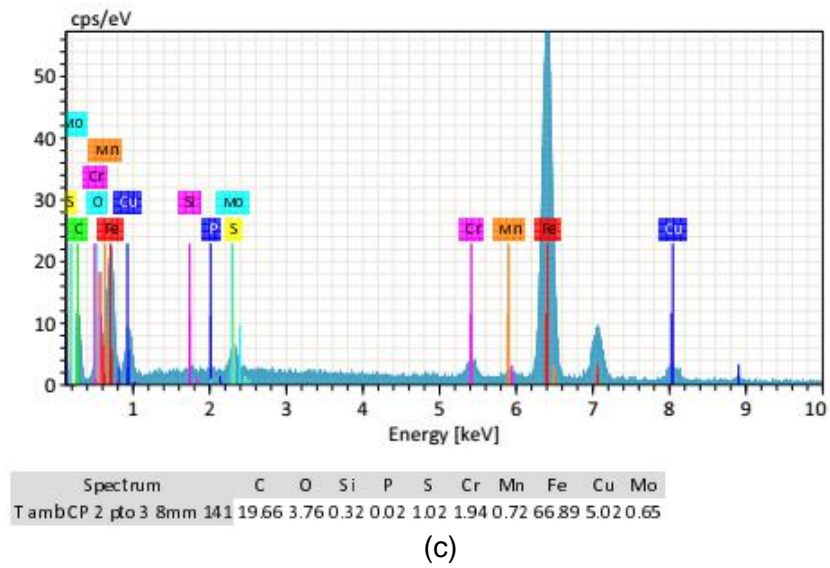 cps/eV
50
40
30
20
10
0
Mo
Mn
Cr
S O Cu Si Mo
C Fe P S Cr Mn Fe Cu
1 2 3 4 5 6 7 8 9 10
Energy [keV]
Spectrum C O Si P S Cr Mn Fe Cu Mo
TambCP 2 pto 3 8mm 141 19.66 3.76 0.32 0.02 1.02 1.94 0.72 66.89 5.02 0.65
(c)